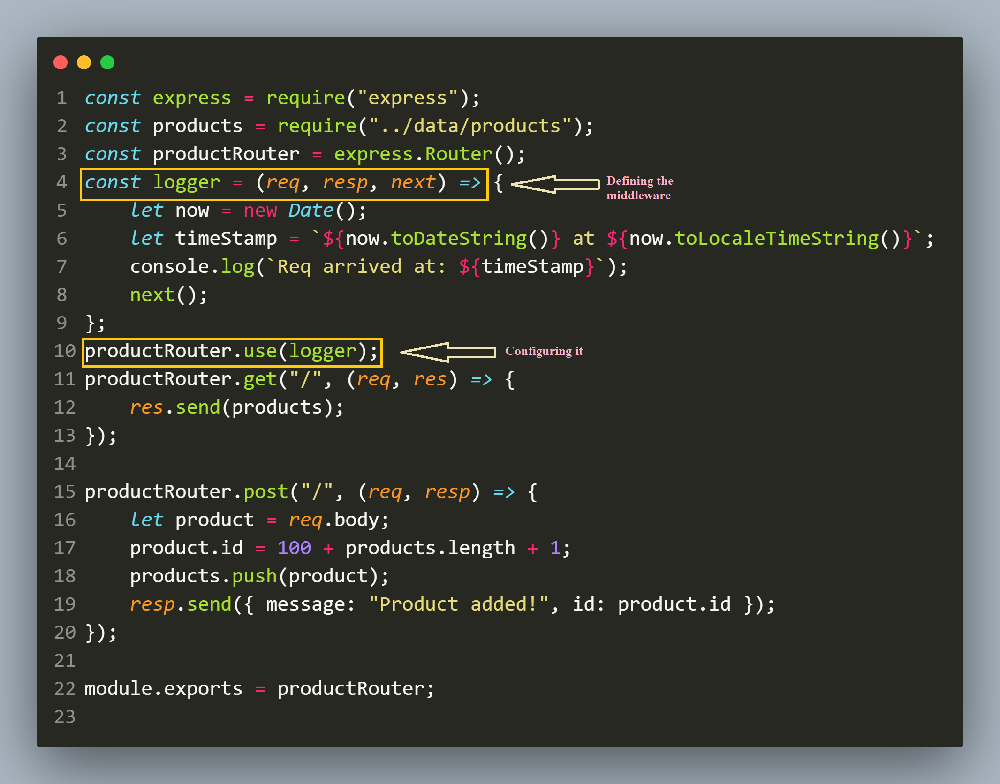 1 const express = require("express");
2 const products = require("../data/products");
3 const productRouter = express.Router();
4 const logger = (req, resp, next) => { Defining the
middleware
5     let now = new Date();
6     let timeStamp = `${now.toDateString()} at ${now.toLocaleTimeString()}`;
7     console.log(`Req arrived at: ${timeStamp}`);
8     next();
9 };
10 productRouter.use(logger); Configuring it
11 productRouter.get("/", (req, res) => {
12     res.send(products);
13 });
14
15 productRouter.post("/", (req, resp) => {
16     let product = req.body;
17     product.id = 100 + products.length + 1;
18     products.push(product);
19     resp.send({ message: "Product added!", id: product.id });
20 });
21
22 module.exports = productRouter;
23